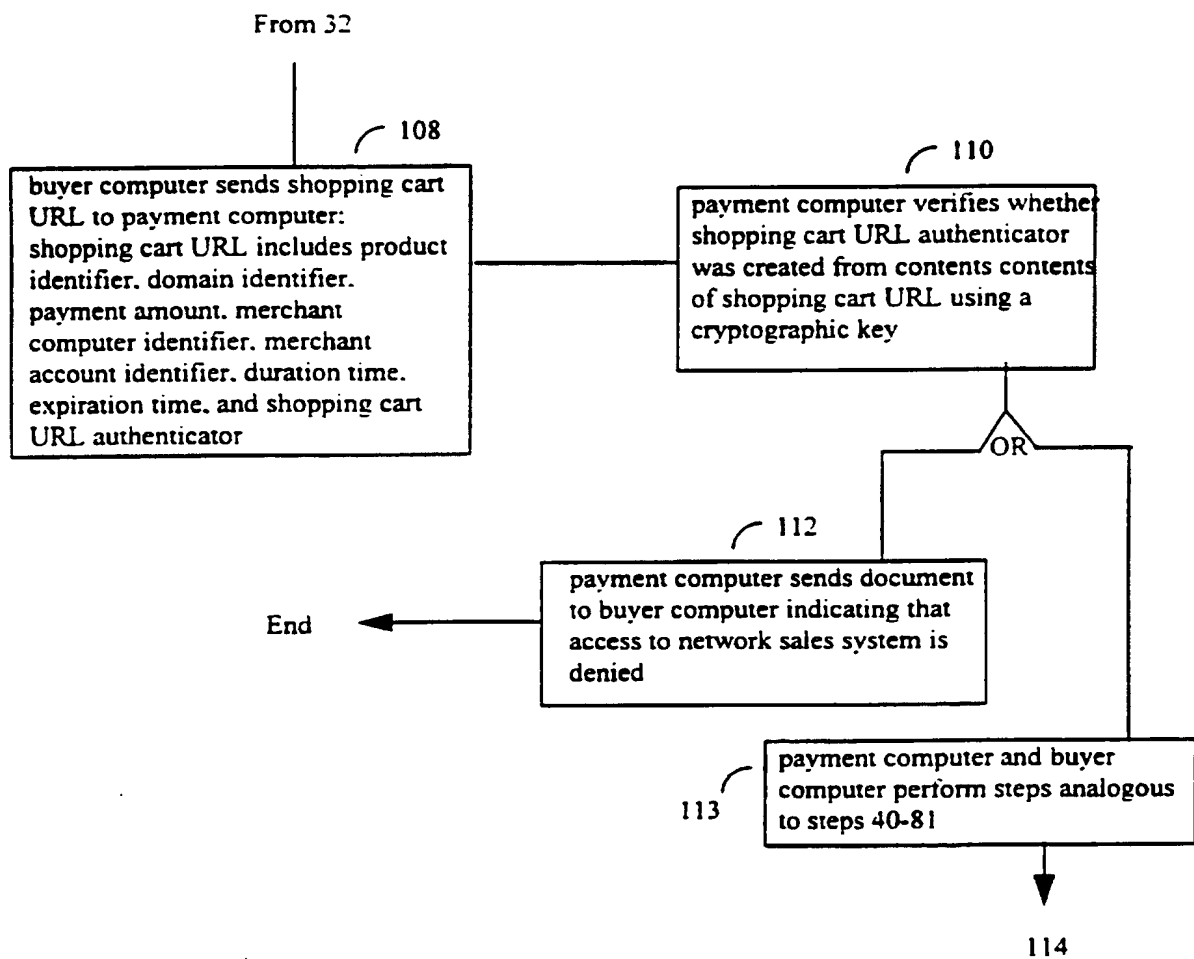 From 32
108
buyer computer sends shopping cart
URL to payment computer:
shopping cart URL includes product
identifier. domain identifier.
payment amount. merchant
computer identifier. merchant
account identifier. duration time.
expiration time. and shopping cart
URL authenticator
110
payment computer verifies whether
shopping cart URL authenticator
was created from contents contents
of shopping cart URL using a
cryptographic key
OR
112
payment computer sends document
to buyer computer indicating that
access to network sales system is
denied
End
payment computer and buyer
computer perform steps analogous
to steps 40-81
113
114